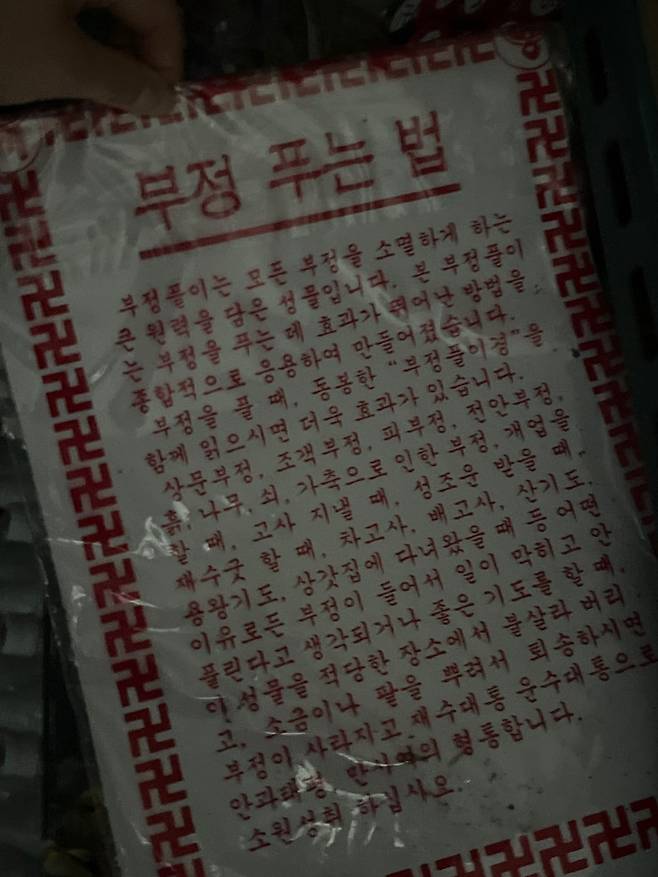 부정 푸는 법
부정풀이는 모든 부정을 소멸하게 하는
큰 원력을 담은 성물입니다. 본 부정풀이
는 부정을 푸는 데 효과가 뛰어난 방법을
종합적으로 응용하여 만들어졌습니다.
부정을 풀 때, 동봉한 "부정풀이경"을
함께 읽으시면 더욱 효과가 있습니다.
상문부정, 조객부정, 피부정, 전안부정,
흙, 나무, 쇠, 가축으로 인한 부정, 개업을
할 때, 고사 지낼 때, 성조운 받을 때,
재수굿 할 때, 차고사, 배고사, 산기도,
용왕기도, 상갓집에 다녀왔을 때 등 어떤
이유로든 부정이 들어서 일이 막히고 안
풀린다고 생각되거나 좋은 기도를 할 때,
이 성물을 적당한 장소에서 불살라 버리
고, 소금이나 팥을 뿌려서 퇴송하시면
부정이 사라지고 재수대통 운수대통으로
안과태평 만사여의 형통합니다.
소원성취 하십시오.